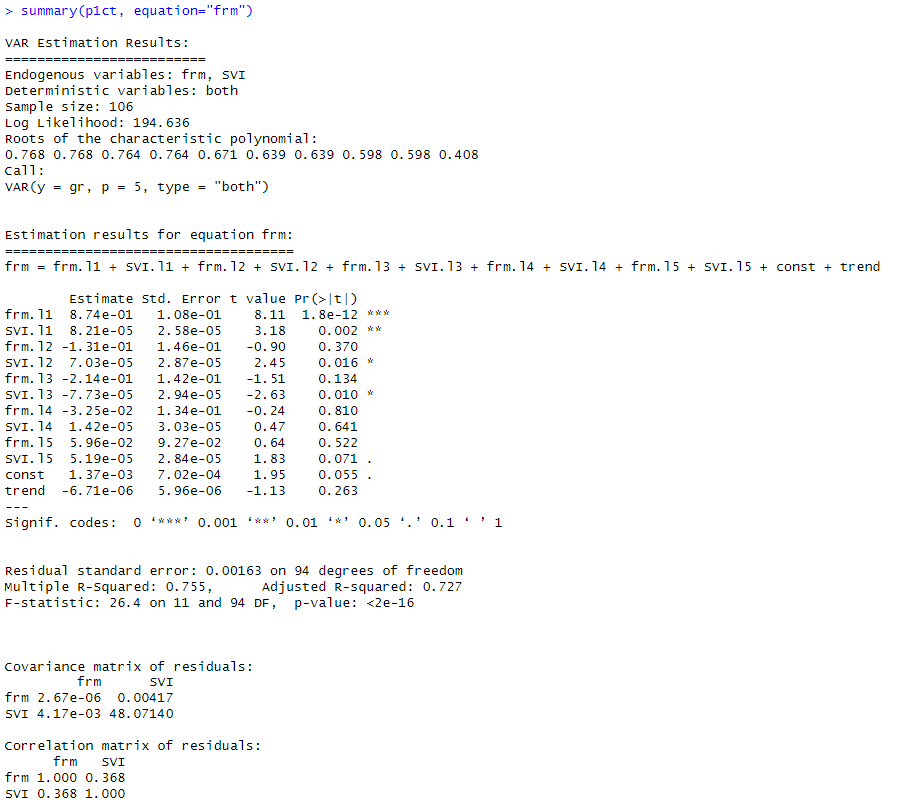 > summary(p1ct, equation="frm")
VAR Estimation Results:
=========================
Endogenous variables: frm, SVI
Deterministic variables: both
Sample size: 106
Log Likelihood: 194.636
Roots of the characteristic polynomial:
0.768 0.768 0.764 0.764 0.671 0.639 0.639 0.598 0.598 0.408
Call:
VAR(y = gr, p = 5, type = "both")
Estimation results for equation frm:
====================================
frm = frm.l1 + SVI.l1 + frm.l2 + SVI.l2 + frm.l3 + SVI.l3 + frm.l4 + SVI.l4 + frm.l5 + SVI.l5 + const + trend
Estimate Std. Error t value Pr(>|t|)
frm.l1 8.74e-01 1.08e-01 8.11 1.8e-12 ***
SVI.l1 8.21e-05 2.58e-05 3.18 0.002 **
frm.l2 -1.31e-01 1.46e-01 -0.90 0.370
SVI.l2 7.03e-05 2.87e-05 2.45 0.016 *
frm.l3 -2.14e-01 1.42e-01 -1.51 0.134
SVI.l3 -7.73e-05 2.94e-05 -2.63 0.010 *
frm.l4 -3.25e-02 1.34e-01 -0.24 0.810
SVI.l4 1.42e-05 3.03e-05 0.47 0.641
frm.l5 5.96e-02 9.27e-02 0.64 0.522
SVI.l5 5.19e-05 2.84e-05 1.83 0.071 .
const 1.37e-03 7.02e-04 1.95 0.055 .
trend -6.71e-06 5.96e-06 -1.13 0.263
---
Signif. codes: 0 ‘***’ 0.001 ‘**’ 0.01 ‘*’ 0.05 ‘.’ 0.1 ‘ ’ 1
Residual standard error: 0.00163 on 94 degrees of freedom
Multiple R-Squared: 0.755, Adjusted R-squared: 0.727
F-statistic: 26.4 on 11 and 94 DF, p-value: <2e-16
Covariance matrix of residuals:
frm SVI
frm 2.67e-06 0.00417
SVI 4.17e-03 48.07140
Correlation matrix of residuals:
frm SVI
frm 1.000 0.368
SVI 0.368 1.000